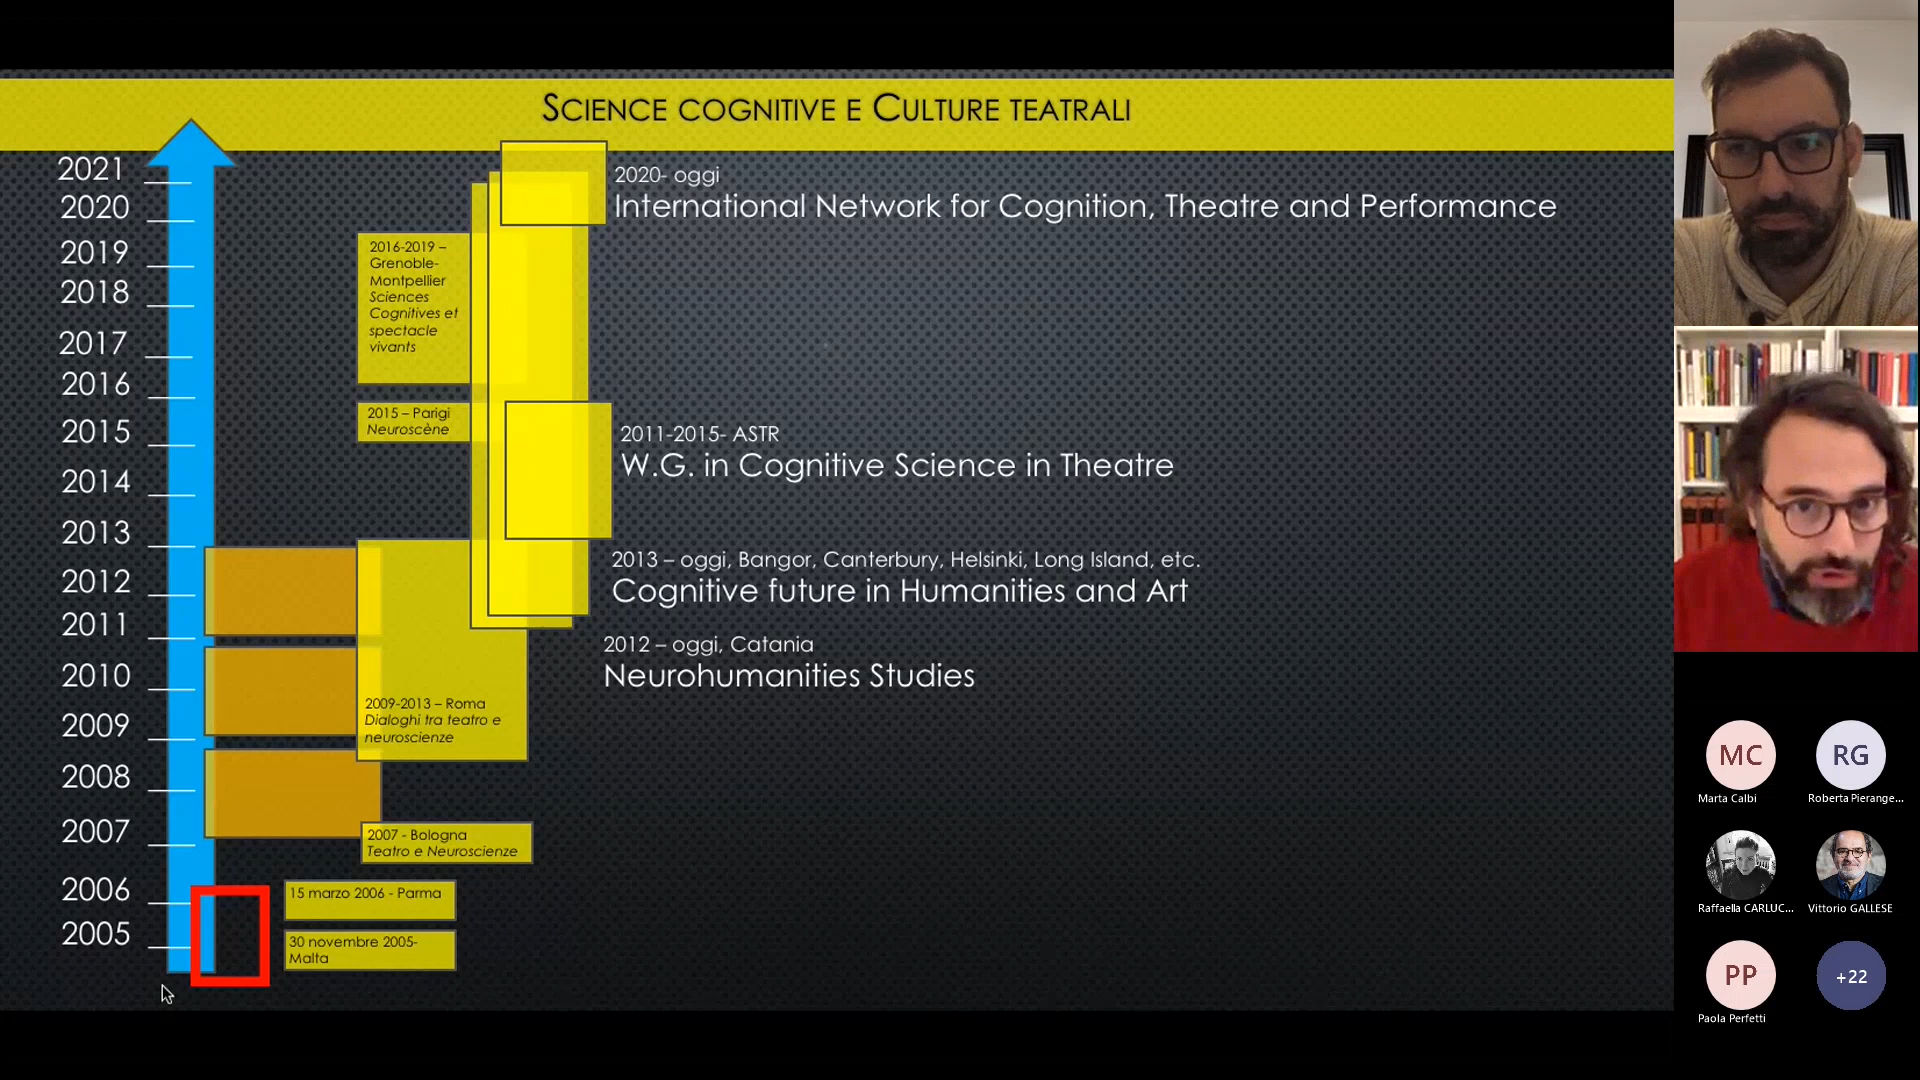 SCIENCE COGNITIVE E CULTURE TEATRALI
2021
2020
2019
2018
2017
2016
2015
2014
2013
2012
2011
2010
2009
2008
2007
2006
2005
2020- oggi
International Network for Cognition, Theatre and Performance
2016-2019 –
Grenoble-
Montpellier
Sciences
Cognitives et
spectacle
vivants
2015 – Parigi
Neuroscène
2011-2015- ASTR
W.G. in Cognitive Science in Theatre
2013 – oggi, Bangor, Canterbury, Helsinki, Long Island, etc.
Cognitive future in Humanities and Art
2012 – oggi, Catania
Neurohumanities Studies
2009-2013 – Roma
Dialoghi tra teatro e
neuroscienze
2007 - Bologna
Teatro e Neuroscienze
15 marzo 2006 - Parma
30 novembre 2005-
Malta
MC
Marta Calbi
RG
Roberta Pierange...
Raffaella CARLUC...
Vittorio GALLESE
PP
Paola Perfetti
+22